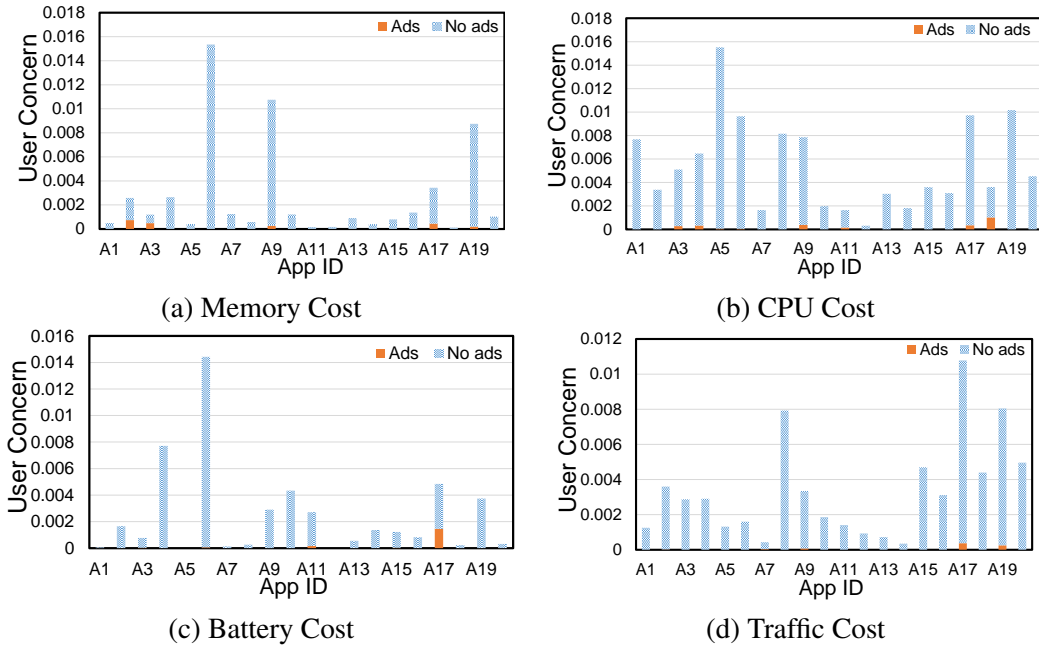 0.018
0.016
0.014
0.012
0.01
0.008
0.006
0.004
0.002
0
User Concern
Ads No ads
A1 A3 A5 A7 A9 A11 A13 A15 A17 A19
App ID
(a) Memory Cost
0.018
0.016
0.014
0.012
0.01
0.008
0.006
0.004
0.002
0
User Concern
Ads No ads
A1 A3 A5 A7 A9 A11 A13 A15 A17 A19
App ID
(b) CPU Cost
0.016
0.014
0.012
0.01
0.008
0.006
0.004
0.002
0
User Concern
Ads No ads
A1 A3 A5 A7 A9 A11 A13 A15 A17 A19
App ID
(c) Battery Cost
0.012
0.01
0.008
0.006
0.004
0.002
0
User Concern
Ads No ads
A1 A3 A5 A7 A9 A11 A13 A15 A17 A19
App ID
(d) Traffic Cost